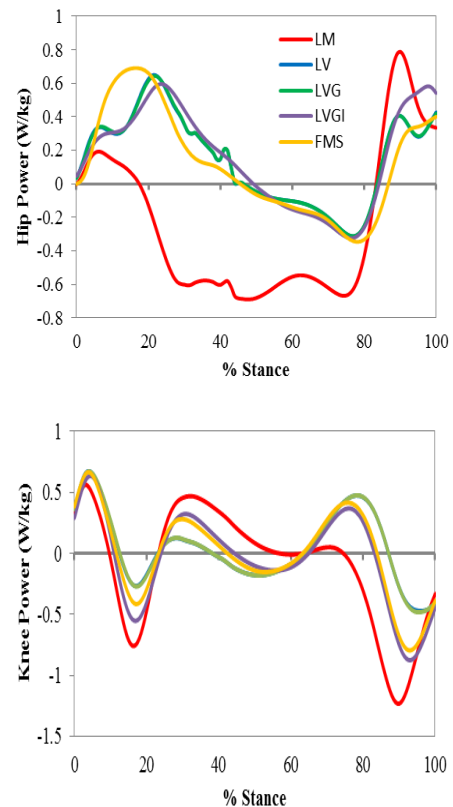 1
0.8
0.6
0.4
0.2
0
-0.2
-0.4
-0.6
-0.8
Hip Power (W/kg)
LM
LV
LVG
LVGI
FMS
0 20 40 60 80 100
% Stance
1
0.5
0
-0.5
-1
-1.5
Knee Power (W/kg)
0 20 40 60 80 100
% Stance